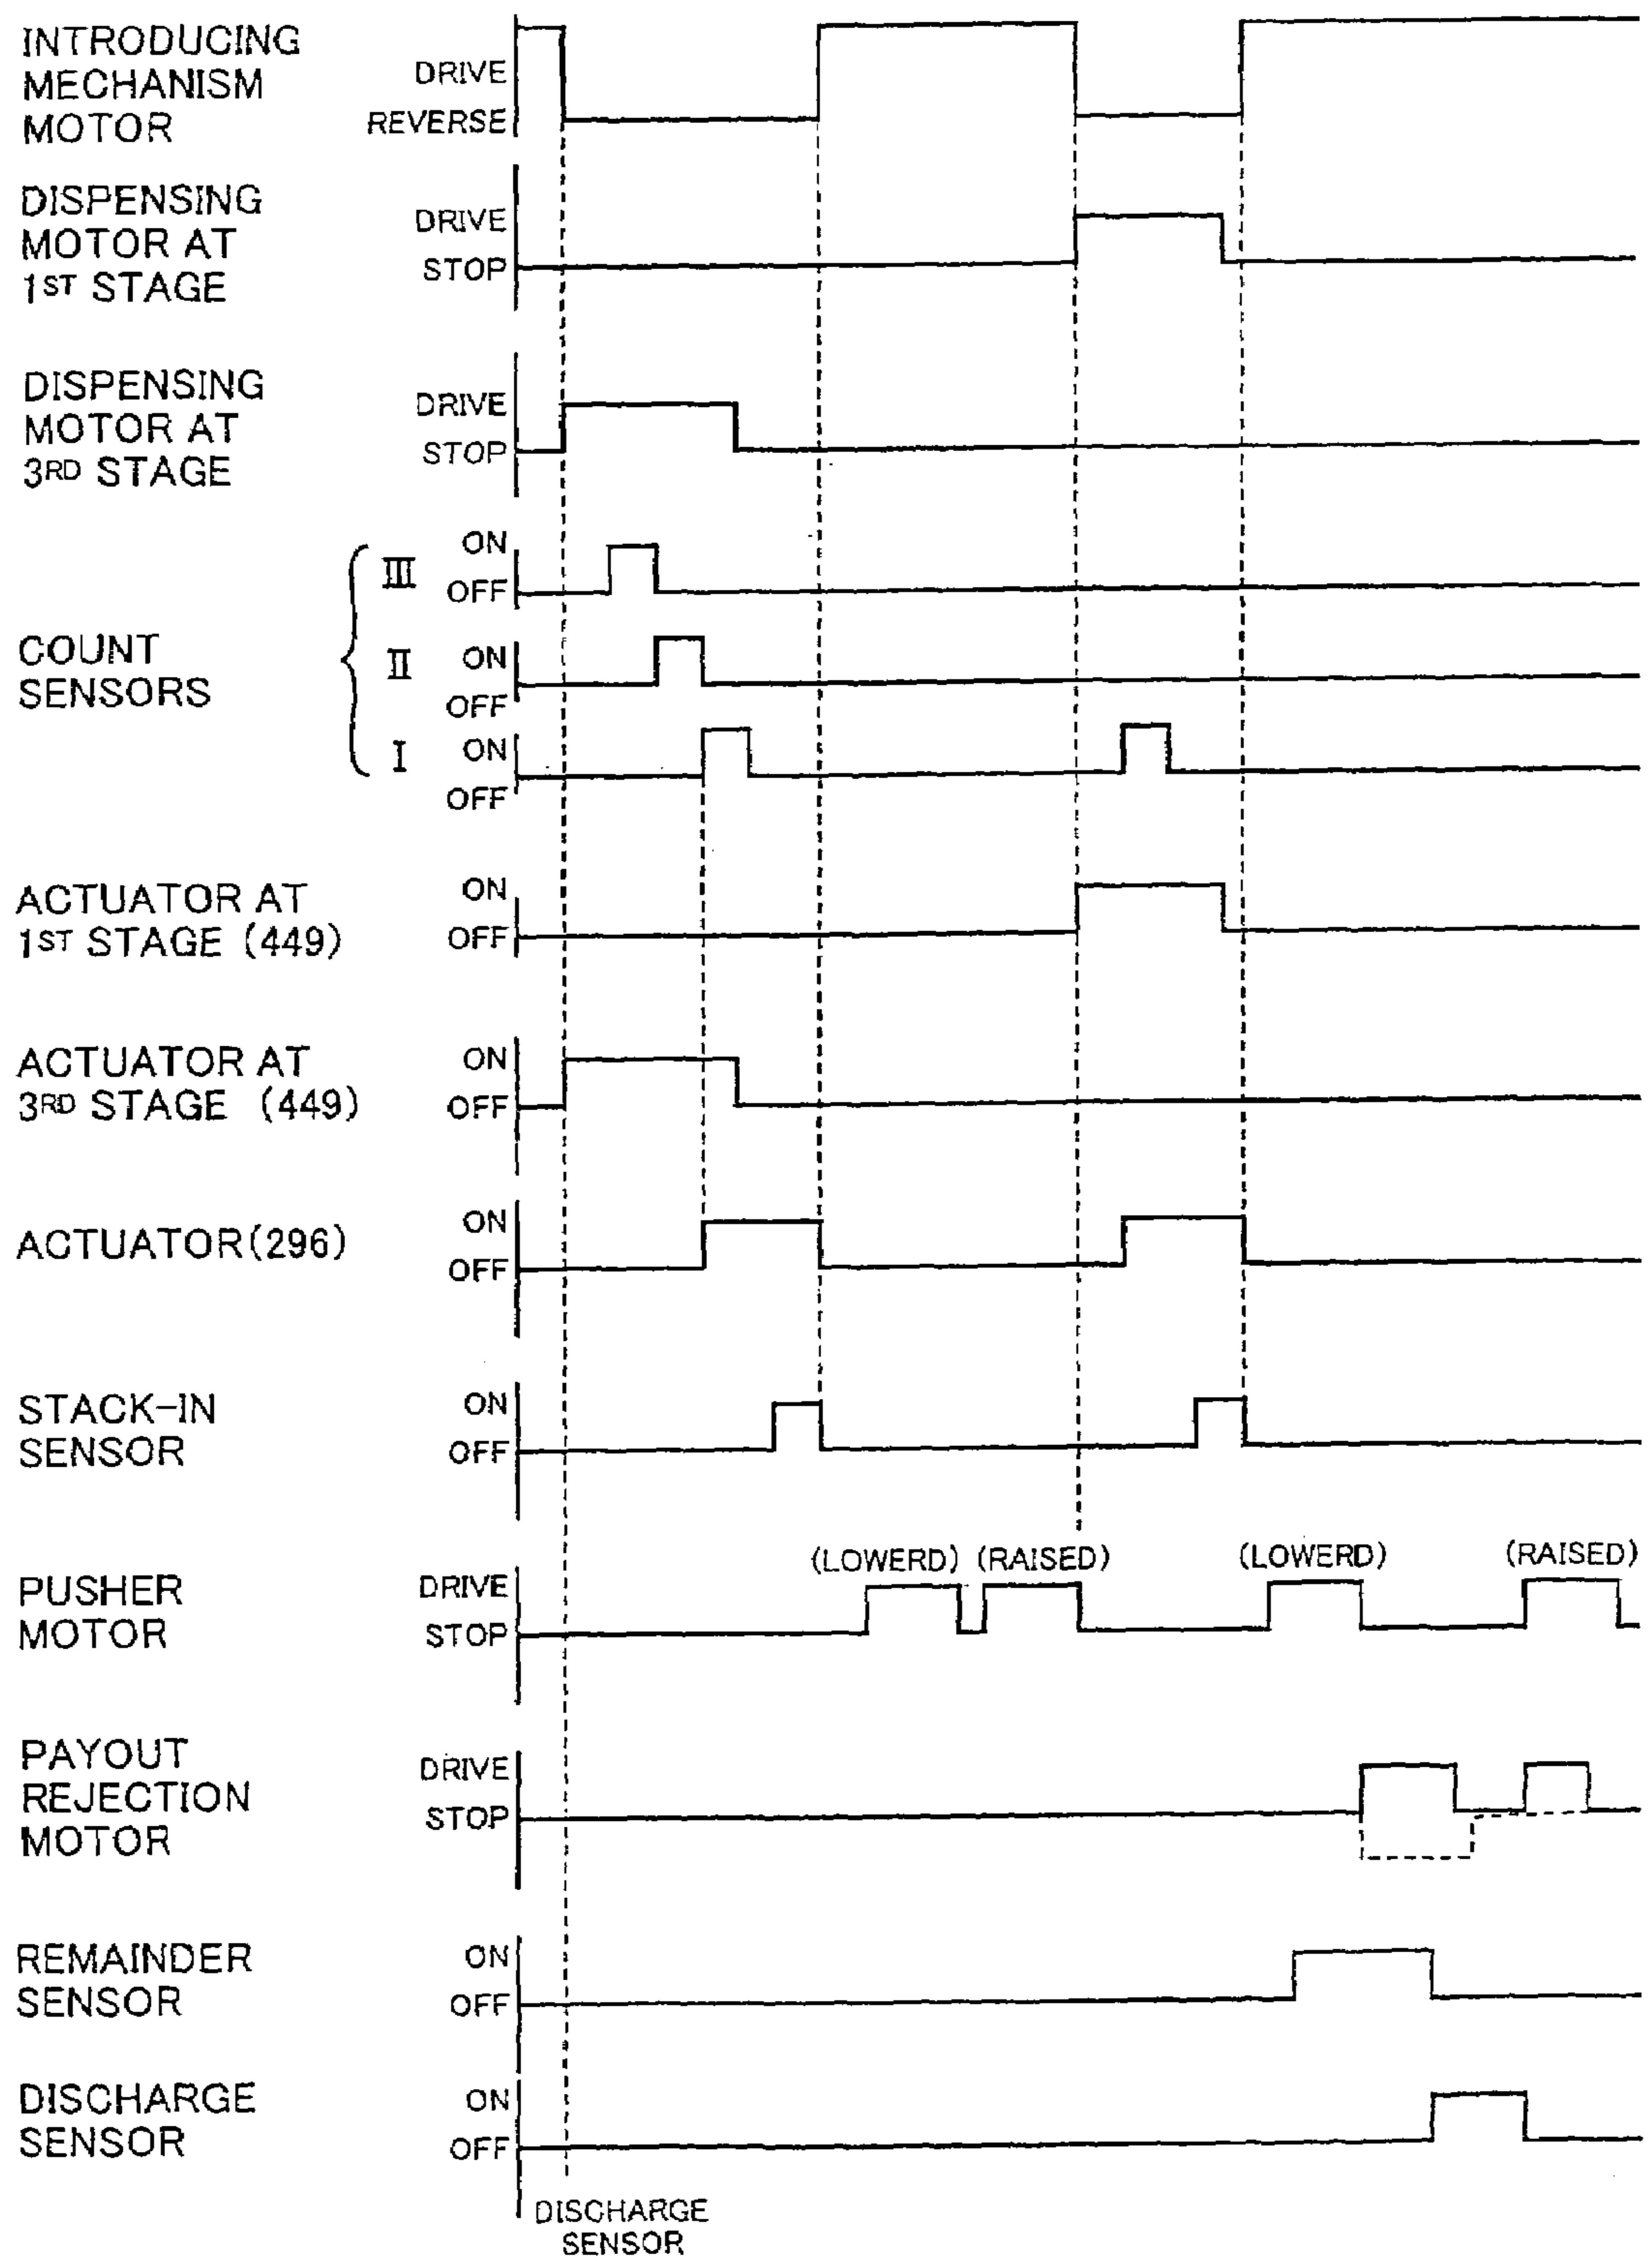 INTRODUCING
MECHANISM
MOTOR
DRIVE
REVERSE
DISPENSING
MOTOR AT
1ST STAGE
DRIVE
STOP
DISPENSING
MOTOR AT
3RD STAGE
DRIVE
STOP
COUNT
SENSORS
III
ON
OFF
II
ON
OFF
I
ON
OFF
ACTUATOR AT
1ST STAGE (449)
ON
OFF
ACTUATOR AT
3RD STAGE (449)
ON
OFF
ACTUATOR(296)
ON
OFF
STACK-IN
SENSOR
ON
OFF
PUSHER
MOTOR
DRIVE
STOP
(LOWERD) (RAISED) (LOWERD) (RAISED)
PAYOUT
REJECTION
MOTOR
DRIVE
STOP
REMAINDER
SENSOR
ON
OFF
DISCHARGE
SENSOR
ON
OFF
DISCHARGE
SENSOR